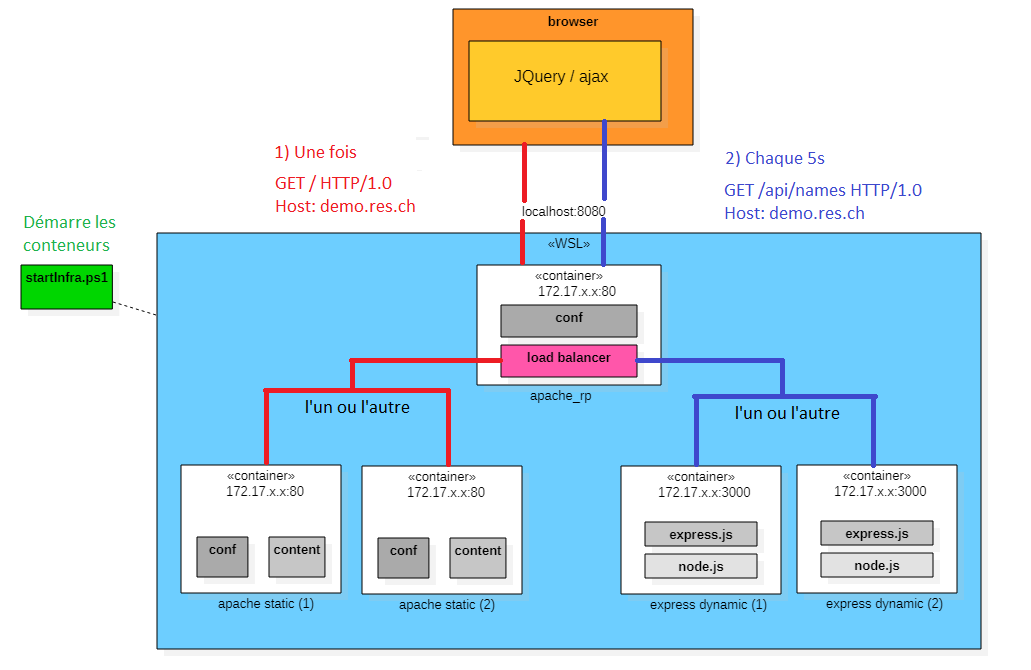 browser
JQuery / ajax
1) Une fois
GET / HTTP/1.0
Host: demo.res.ch
2) Chaque 5s
GET /api/names HTTP/1.0
Host: demo.res.ch
localhost:8080
Démarre les
conteneurs
startInfra.ps1
«WSL»
«container»
172.17.x.x:80
conf
load balancer
apache_rp
l'un ou l'autre
l'un ou l'autre
«container»
172.17.x.x:80
conf
content
apache static (1)
«container»
172.17.x.x:80
conf
content
apache static (2)
«container»
172.17.x.x:3000
express.js
node.js
express dynamic (1)
«container»
172.17.x.x:3000
express.js
node.js
express dynamic (2)